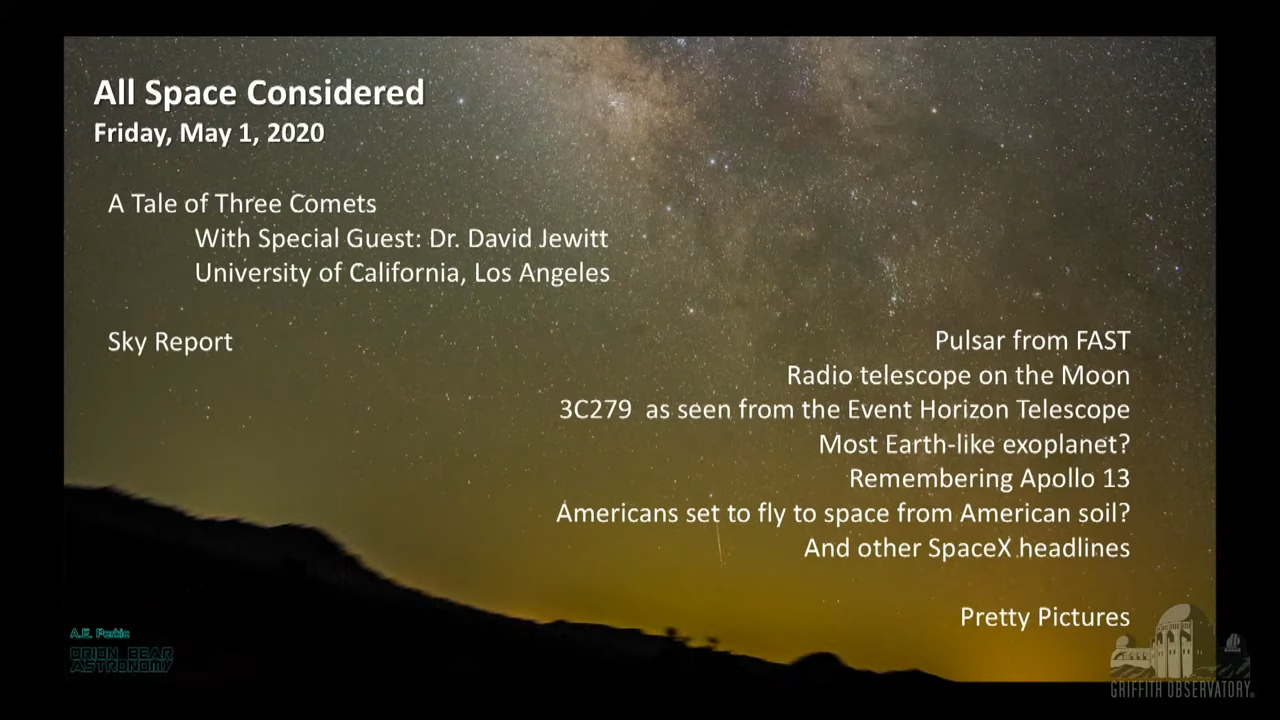 All Space Considered
Friday, May 1, 2020
A Tale of Three Comets
With Special Guest: Dr. David Jewitt
University of California, Los Angeles
Sky Report
Pulsar from FAST
Radio telescope on the Moon
3C279 as seen from the Event Horizon Telescope
Most Earth-like exoplanet?
Remembering Apollo 13
Americans set to fly to space from American soil?
And other SpaceX headlines
Pretty Pictures
A.E. Perkic
ORION BEAR
ASTRONOMY
GRIFFITH OBSERVATORY